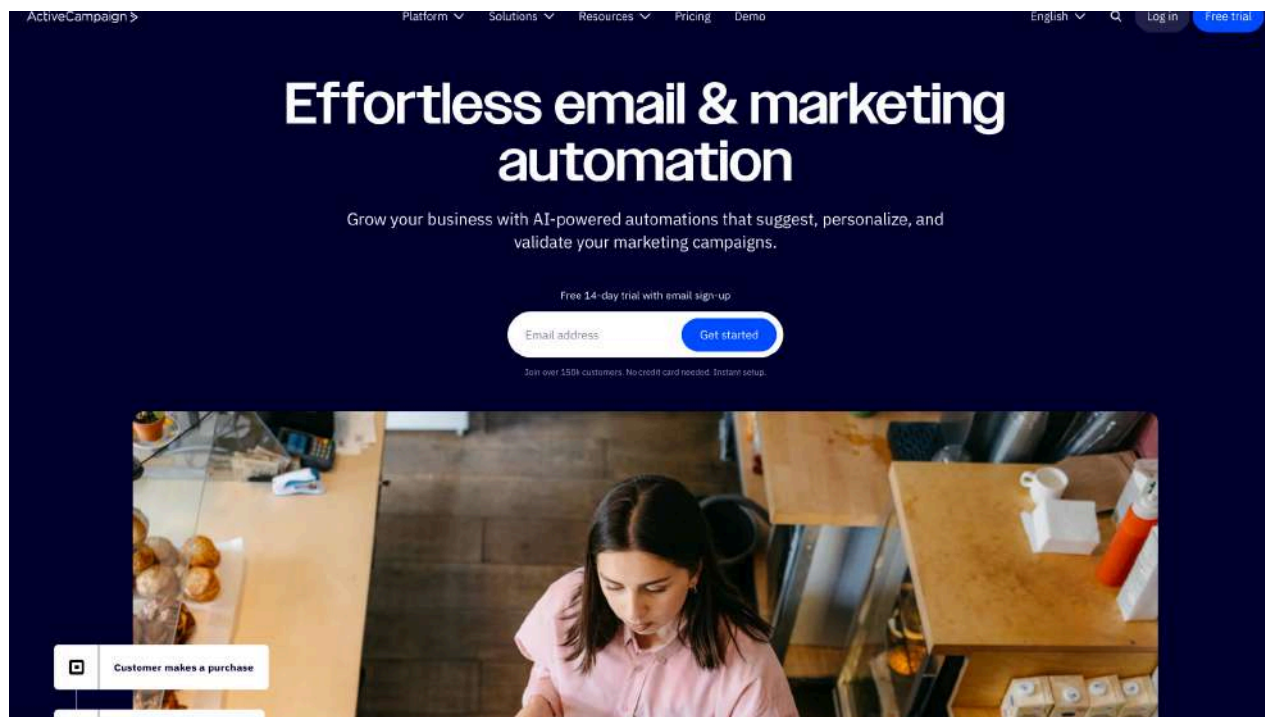 ActiveCampaign >
Platform
Solutions
Resources
Pricing
Demo
English
Log in
Free trial
Effortless email & marketing
automation
Grow your business with AI-powered automations that suggest, personalize, and
validate your marketing campaigns.
Free 14-day trial with email sign-up
Email address
Get started
Join over 150k customers. No credit card needed. Instant setup.
Customer makes a purchase